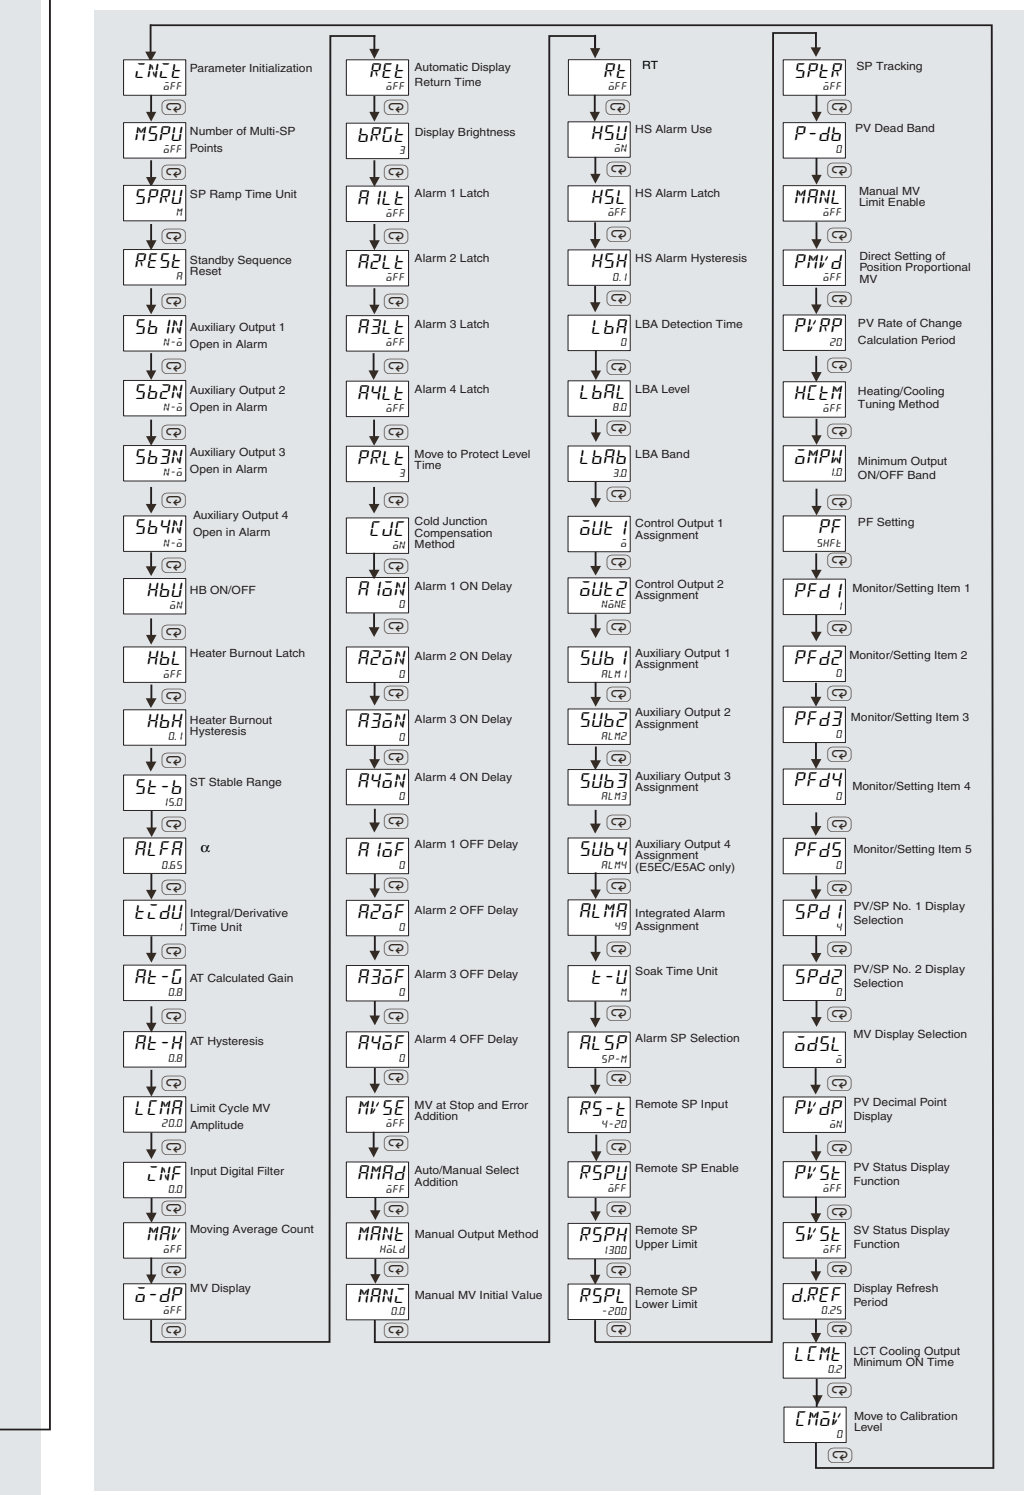 INIT
OFF
Parameter Initialization
MSPU
OFF
Number of Multi-SP
Points
SPRU
M
SP Ramp Time Unit
REST
A
Standby Sequence
Reset
Sb1N
N-O
Auxiliary Output 1
Open in Alarm
Sb2N
N-O
Auxiliary Output 2
Open in Alarm
Sb3N
N-O
Auxiliary Output 3
Open in Alarm
Sb4N
N-O
Auxiliary Output 4
Open in Alarm
HbU
ON
HB ON/OFF
HbL
OFF
Heater Burnout Latch
HbH
0.1
Heater Burnout
Hysteresis
St-b
15.0
ST Stable Range
ALFA
0.65
α
tIdU
1
Integral/Derivative
Time Unit
At-G
0.8
AT Calculated Gain
At-H
0.8
AT Hysteresis
LCMA
20.0
Limit Cycle MV
Amplitude
INF
0.0
Input Digital Filter
MAV
OFF
Moving Average Count
O-dP
OFF
MV Display
REt
OFF
Automatic Display
Return Time
bRGt
3
Display Brightness
A1Lt
OFF
Alarm 1 Latch
A2Lt
OFF
Alarm 2 Latch
A3Lt
OFF
Alarm 3 Latch
A4Lt
OFF
Alarm 4 Latch
PRLt
3
Move to Protect Level
Time
CJC
ON
Cold Junction
Compensation
Method
A1ON
0
Alarm 1 ON Delay
A2ON
0
Alarm 2 ON Delay
A3ON
0
Alarm 3 ON Delay
A4ON
0
Alarm 4 ON Delay
A1OF
0
Alarm 1 OFF Delay
A2OF
0
Alarm 2 OFF Delay
A3OF
0
Alarm 3 OFF Delay
A4OF
0
Alarm 4 OFF Delay
MVSE
OFF
MV at Stop and Error
Addition
AMAd
OFF
Auto/Manual Select
Addition
MANt
HOLd
Manual Output Method
MANI
0.0
Manual MV Initial Value
Rt
OFF
RT
HSU
ON
HS Alarm Use
HSL
OFF
HS Alarm Latch
HSH
0.1
HS Alarm Hysteresis
LbA
0
LBA Detection Time
LbAL
8.0
LBA Level
LbAb
3.0
LBA Band
OUt1
O
Control Output 1
Assignment
OUt2
NONE
Control Output 2
Assignment
SUb1
ALM1
Auxiliary Output 1
Assignment
SUb2
ALM2
Auxiliary Output 2
Assignment
SUb3
ALM3
Auxiliary Output 3
Assignment
SUb4
ALM4
Auxiliary Output 4
Assignment
(E5EC/E5AC only)
ALMA
49
Integrated Alarm
Assignment
t-U
M
Soak Time Unit
ALSP
SP-M
Alarm SP Selection
RS-t
4-20
Remote SP Input
RSPU
OFF
Remote SP Enable
RSPH
1300
Remote SP
Upper Limit
RSPL
-200
Remote SP
Lower Limit
SPtR
OFF
SP Tracking
P-db
0
PV Dead Band
MANL
OFF
Manual MV
Limit Enable
PMVd
OFF
Direct Setting of
Position Proportional
MV
PVRP
20
PV Rate of Change
Calculation Period
HCtM
OFF
Heating/Cooling
Tuning Method
OMPW
1.0
Minimum Output
ON/OFF Band
PF
SHFt
PF Setting
PFd1
1
Monitor/Setting Item 1
PFd2
0
Monitor/Setting Item 2
PFd3
0
Monitor/Setting Item 3
PFd4
0
Monitor/Setting Item 4
PFd5
0
Monitor/Setting Item 5
SPd1
4
PV/SP No. 1 Display
Selection
SPd2
0
PV/SP No. 2 Display
Selection
OdSL
O
MV Display Selection
PVdP
ON
PV Decimal Point
Display
PVSt
OFF
PV Status Display
Function
SVSt
OFF
SV Status Display
Function
d.REF
0.25
Display Refresh
Period
LCMt
0.2
LCT Cooling Output
Minimum ON Time
CMOV
0
Move to Calibration
Level